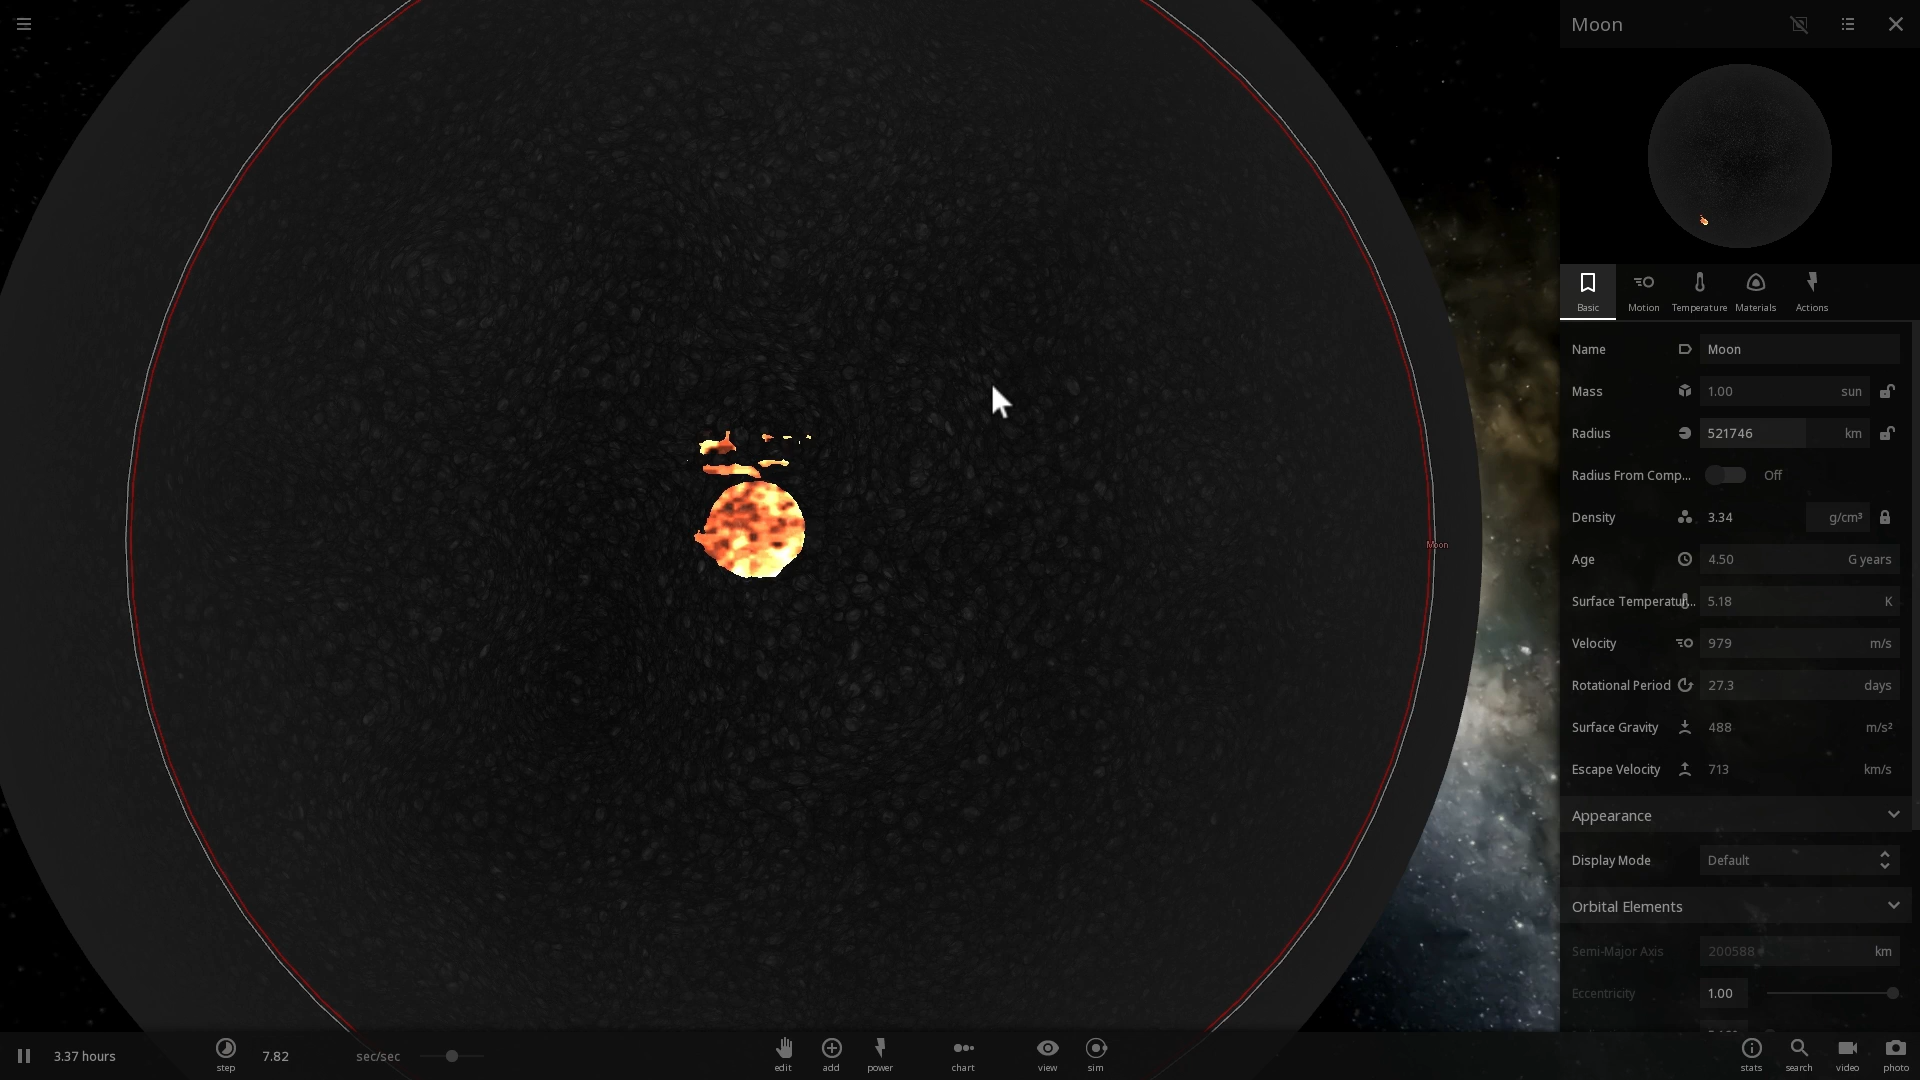 Moon
Basic
Motion
Temperature
Materials
Actions
Name
Moon
Mass
1.00
sun
Radius
521746
km
Radius From Comp...
Off
Density
3.34
g/cm³
Age
4.50
G years
Surface Temperatur...
5.18
K
Velocity
979
m/s
Rotational Period
27.3
days
Surface Gravity
488
m/s²
Escape Velocity
713
km/s
Appearance
Display Mode
Default
Orbital Elements
Semi-Major Axis
200588
km
Eccentricity
1.00
Moon
3.37 hours
step
7.82
sec/sec
edit
add
power
chart
view
sim
stats
search
video
photo